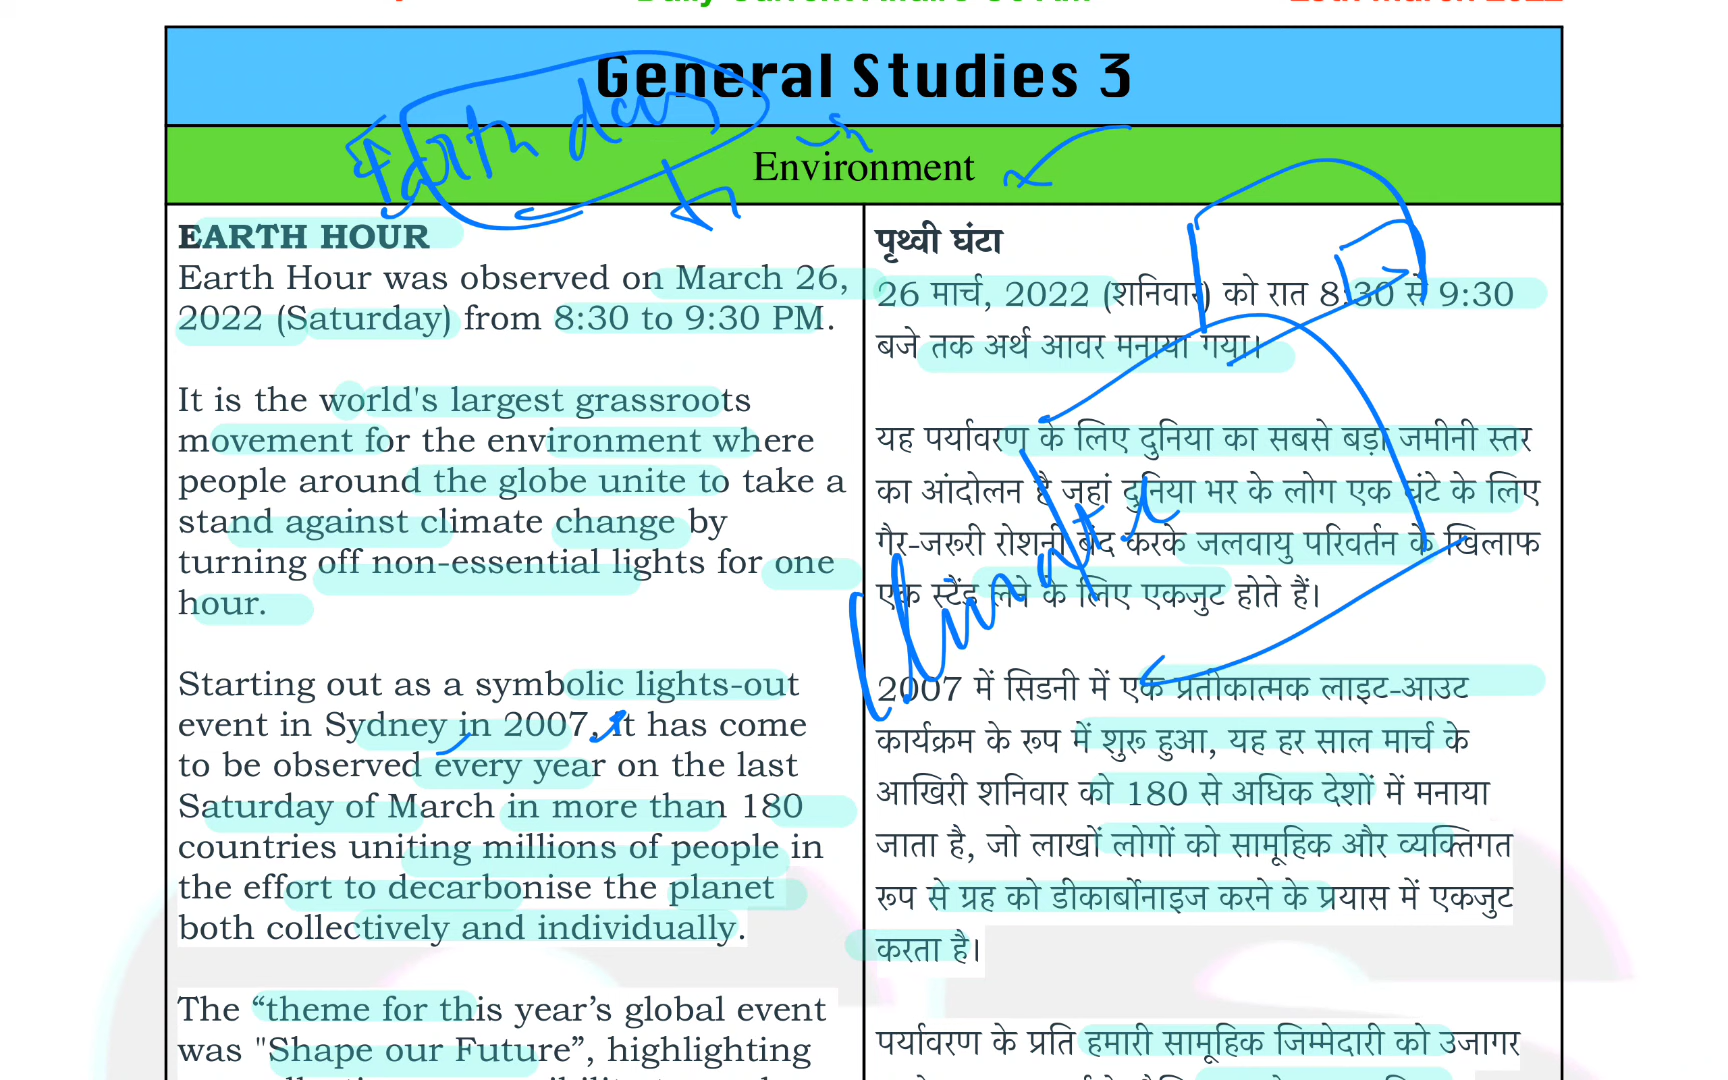 General Studies 3
Earth day
Environment
EARTH HOUR
Earth Hour was observed on March 26,
2022 (Saturday) from 8:30 to 9:30 PM.
It is the world's largest grassroots
movement for the environment where
people around the globe unite to take a
stand against climate change by
turning off non-essential lights for one
hour.
Starting out as a symbolic lights-out
event in Sydney in 2007, it has come
to be observed every year on the last
Saturday of March in more than 180
countries uniting millions of people in
the effort to decarbonise the planet
both collectively and individually.
The “theme for this year’s global event
was "Shape our Future”, highlighting
पृथ्वी घंटा
26 मार्च, 2022 (शनिवार) को रात 8:30 से 9:30
बजे तक अर्थ आवर मनाया गया।
यह पर्यावरण के लिए दुनिया का सबसे बड़ा जमीनी स्तर
का आंदोलन है जहां दुनिया भर के लोग एक घंटे के लिए
गैर-जरूरी रोशनी बंद करके जलवायु परिवर्तन के खिलाफ
एक स्टैंड लेने के लिए एकजुट होते हैं।
2007 में सिडनी में एक प्रतीकात्मक लाइट-आउट
कार्यक्रम के रूप में शुरू हुआ, यह हर साल मार्च के
आखिरी शनिवार को 180 से अधिक देशों में मनाया
जाता है, जो लाखों लोगों को सामूहिक और व्यक्तिगत
रूप से ग्रह को डीकार्बोनाइज करने के प्रयास में एकजुट
करता है।
पर्यावरण के प्रति हमारी सामूहिक जिम्मेदारी को उजागर